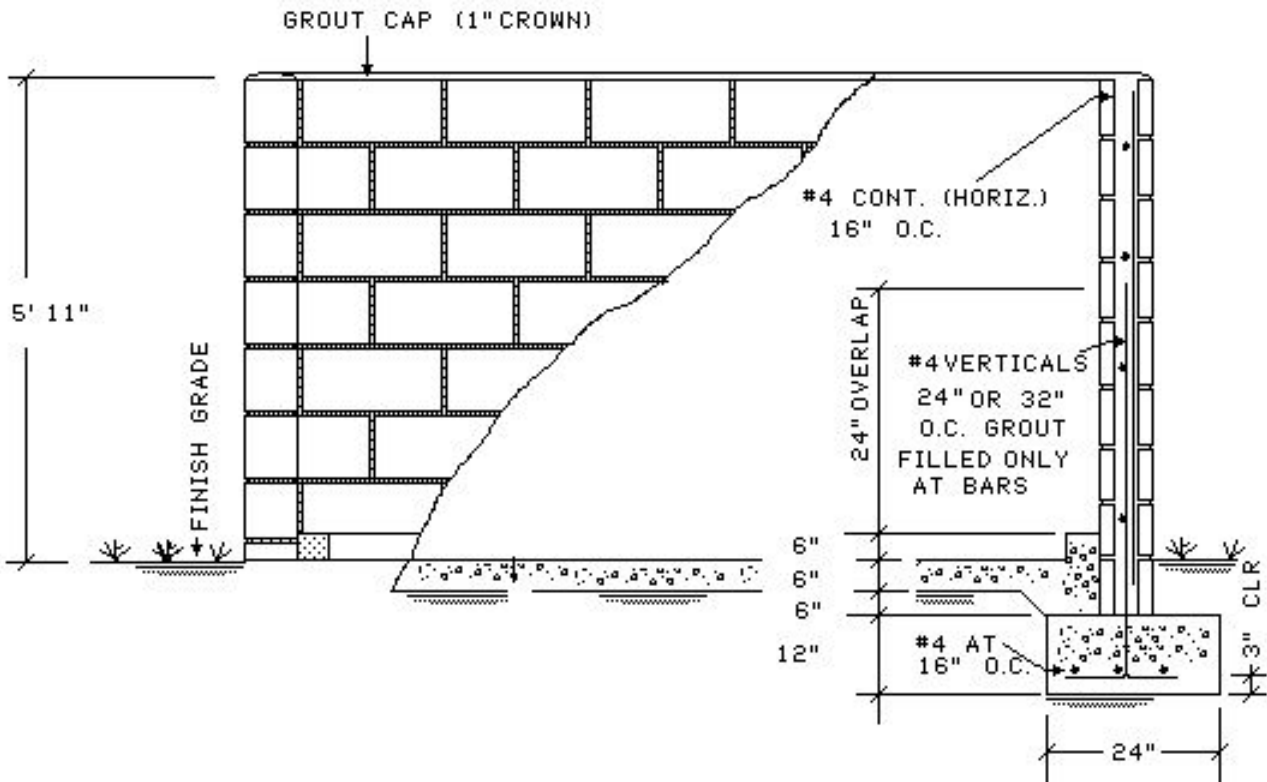 GROUT CAP (1" CROWN)
#4 CONT. (HORIZ.)
16" O.C.
5' 11"
FINISH GRADE
24" OVERLAP
#4 VERTICALS
24" OR 32"
O.C. GROUT
FILLED ONLY
AT BARS
6"
6"
6"
12"
#4 AT
16" O.C.
3" CLR
24"